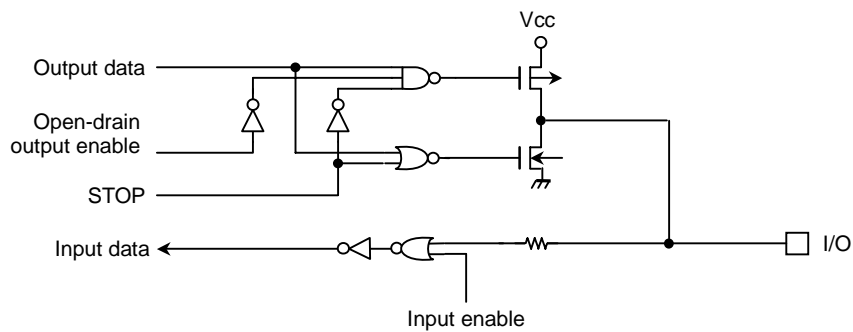 Vcc
Output data
Open-drain
output enable
STOP
Input data
I/O
Input enable